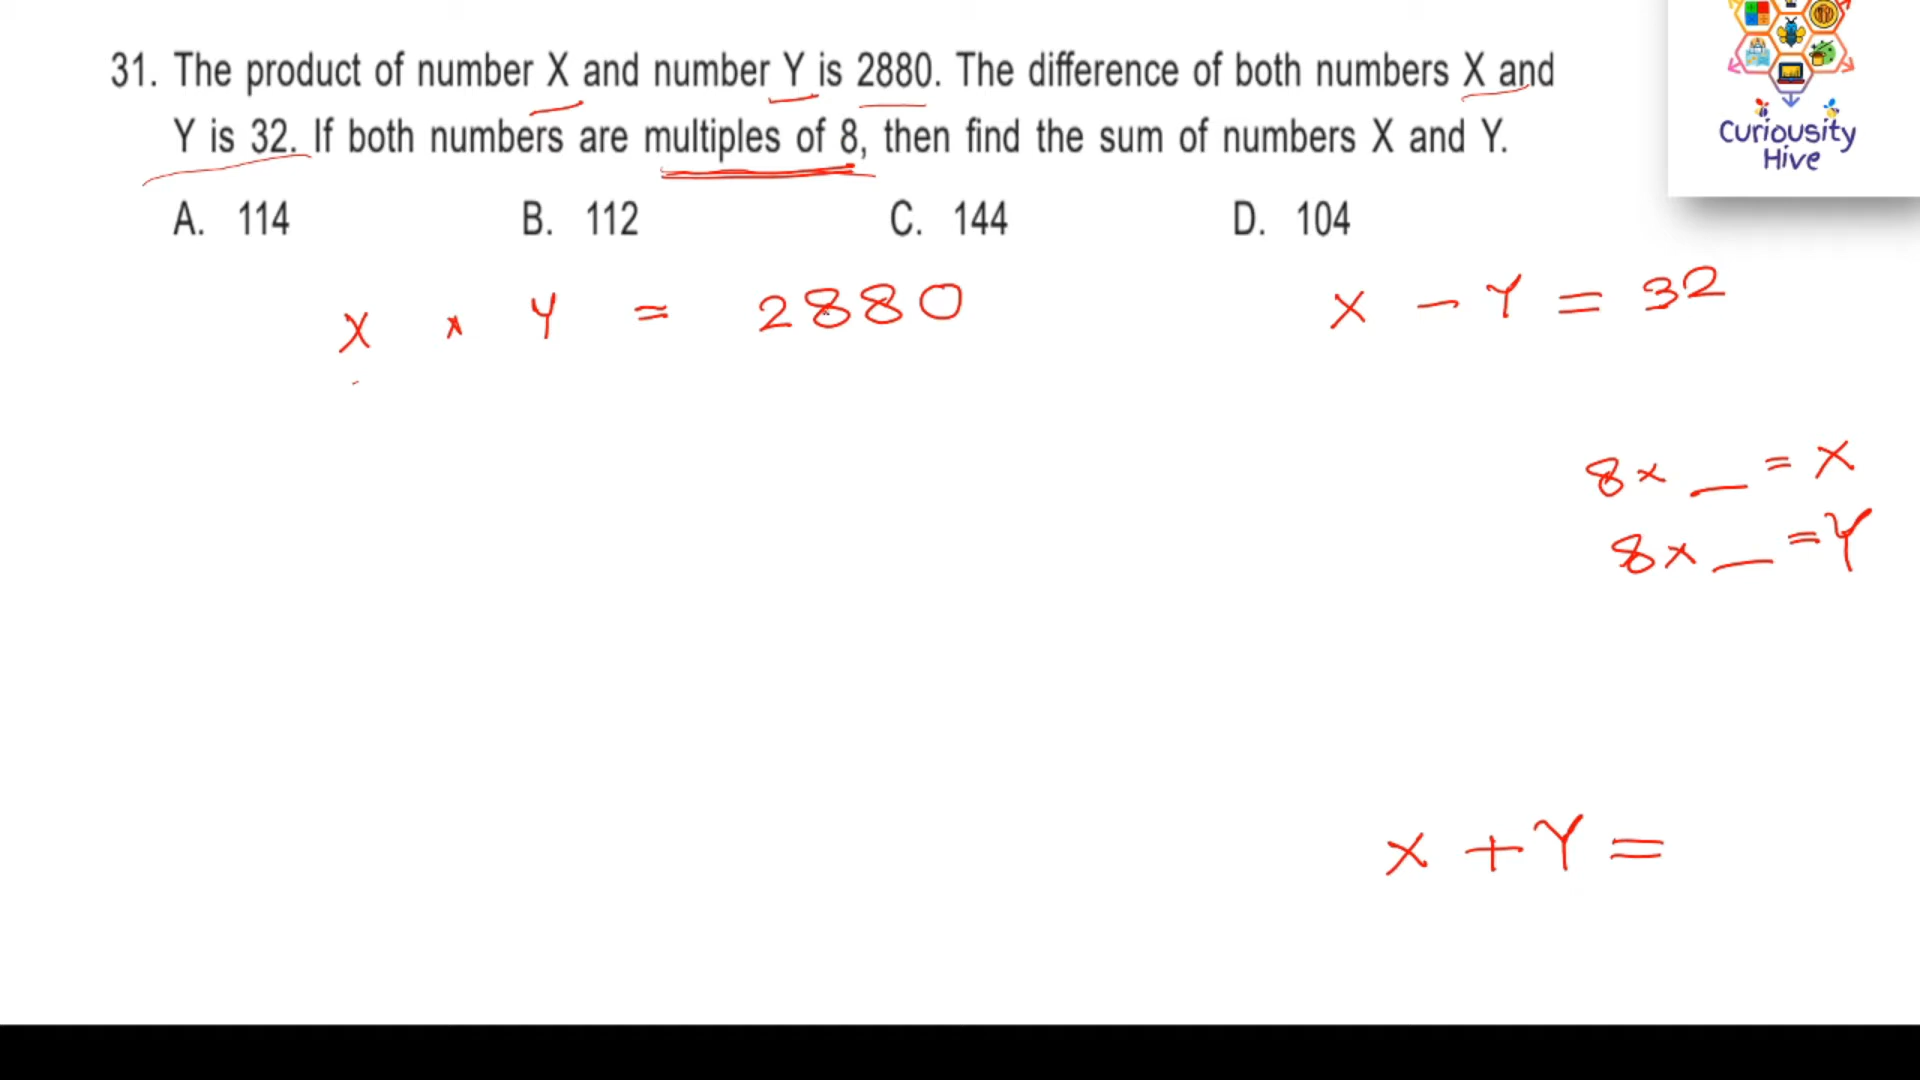 31. The product of number X and number Y is 2880. The difference of both numbers X and
Y is 32. If both numbers are multiples of 8, then find the sum of numbers X and Y.
A. 114 B. 112 C. 144 D. 104
X × Y = 2880 X - Y = 32
8 × _ = X
8 × _ = Y
X + Y =
Curiousity
Hive